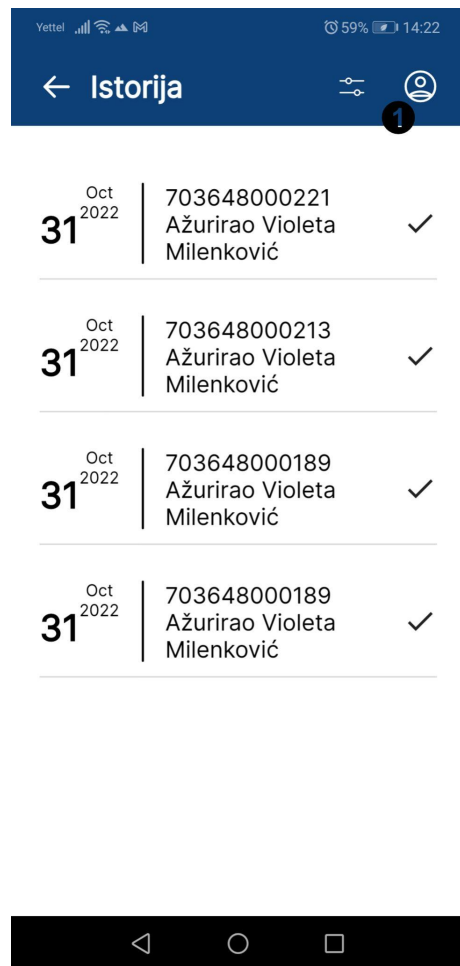 Yettel 59% 14:22
Istorija
1
Oct
31 2022
703648000221
Ažurirao Violeta
Milenković
Oct
31 2022
703648000213
Ažurirao Violeta
Milenković
Oct
31 2022
703648000189
Ažurirao Violeta
Milenković
Oct
31 2022
703648000189
Ažurirao Violeta
Milenković